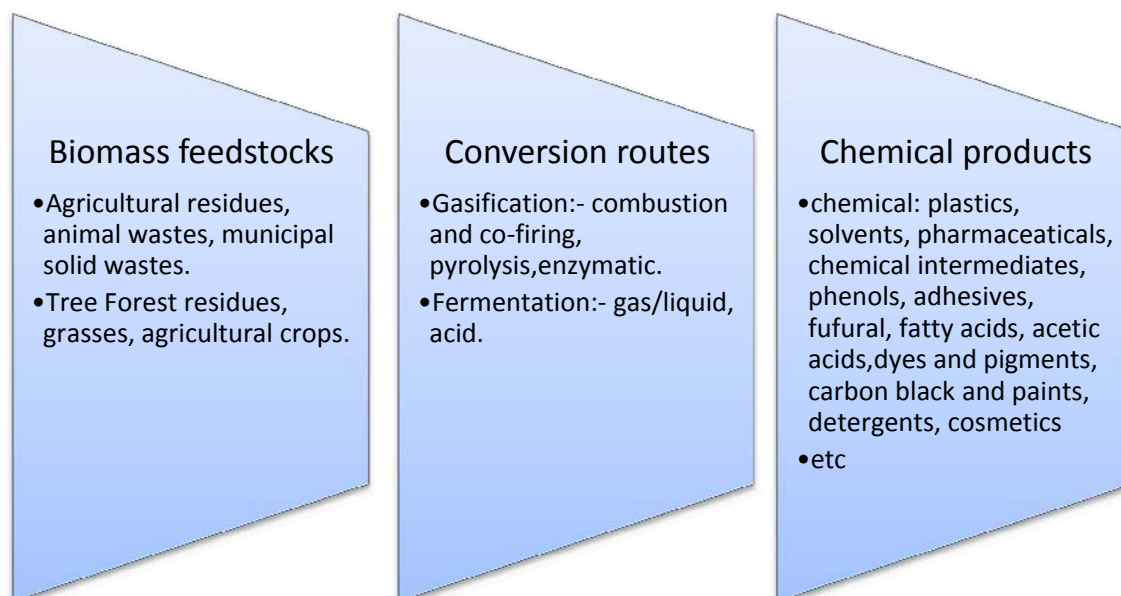 Biomass feedstocks
•Agricultural residues,
animal wastes, municipal
solid wastes.
•Tree Forest residues,
grasses, agricultural crops.
Conversion routes
•Gasification:- combustion
and co-firing,
pyrolysis,enzymatic.
•Fermentation:- gas/liquid,
acid.
Chemical products
•chemical: plastics,
solvents, pharmaceaticals,
chemical intermediates,
phenols, adhesives,
fufural, fatty acids, acetic
acids,dyes and pigments,
carbon black and paints,
detergents, cosmetics
•etc